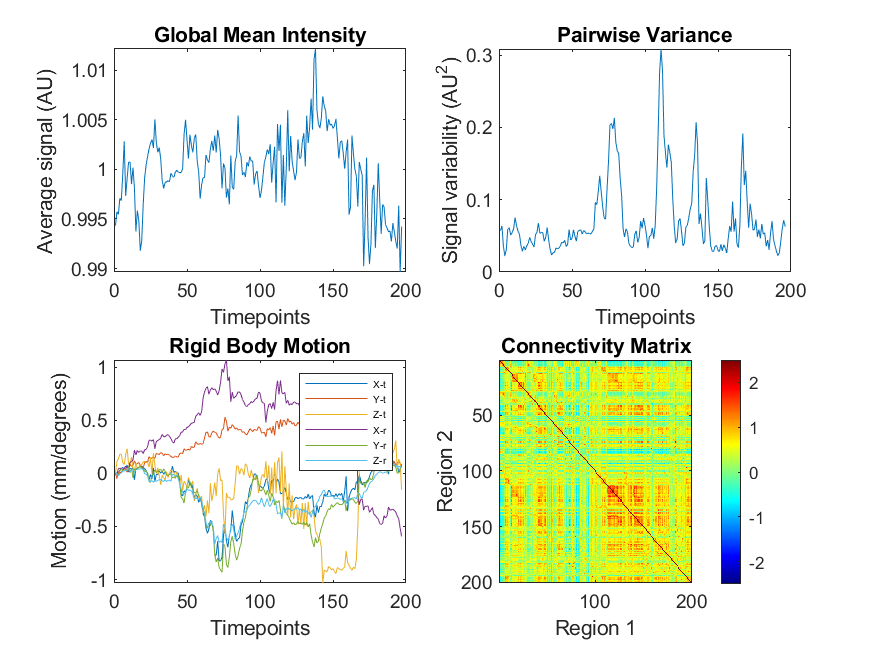 Global Mean Intensity
Average signal (AU)
1.01
1.005
1
0.995
0.99
0 50 100 150 200
Timepoints
Pairwise Variance
Signal variability (AU²)
0.3
0.2
0.1
0
0 50 100 150 200
Timepoints
Rigid Body Motion
Motion (mm/degrees)
1
0.5
0
-0.5
-1
X-t
Y-t
Z-t
X-r
Y-r
Z-r
0 50 100 150 200
Timepoints
Connectivity Matrix
Region 2
50
100
150
200
100 200
Region 1
2
1
0
-1
-2